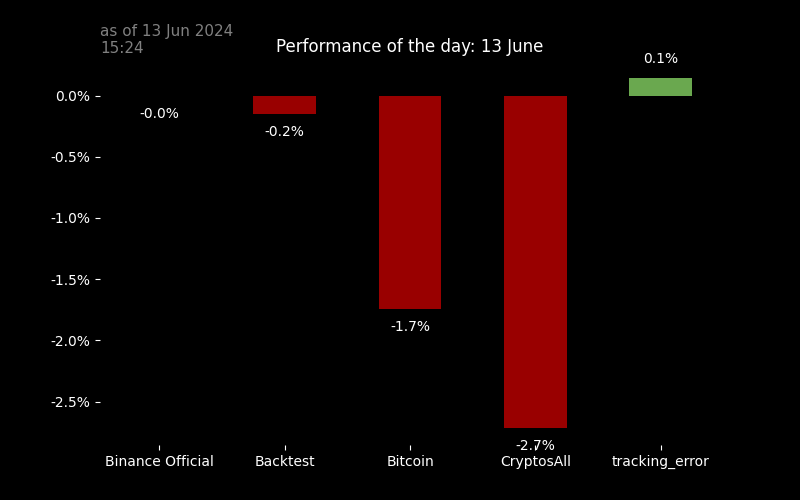 as of 13 Jun 2024
15:24
Performance of the day: 13 June
0.1%
0.0%
-0.0%
-0.2%
-0.5%
-1.0%
-1.5%
-1.7%
-2.0%
-2.5%
-2.7%
Binance Official
Backtest
Bitcoin
CryptosAll
tracking_error